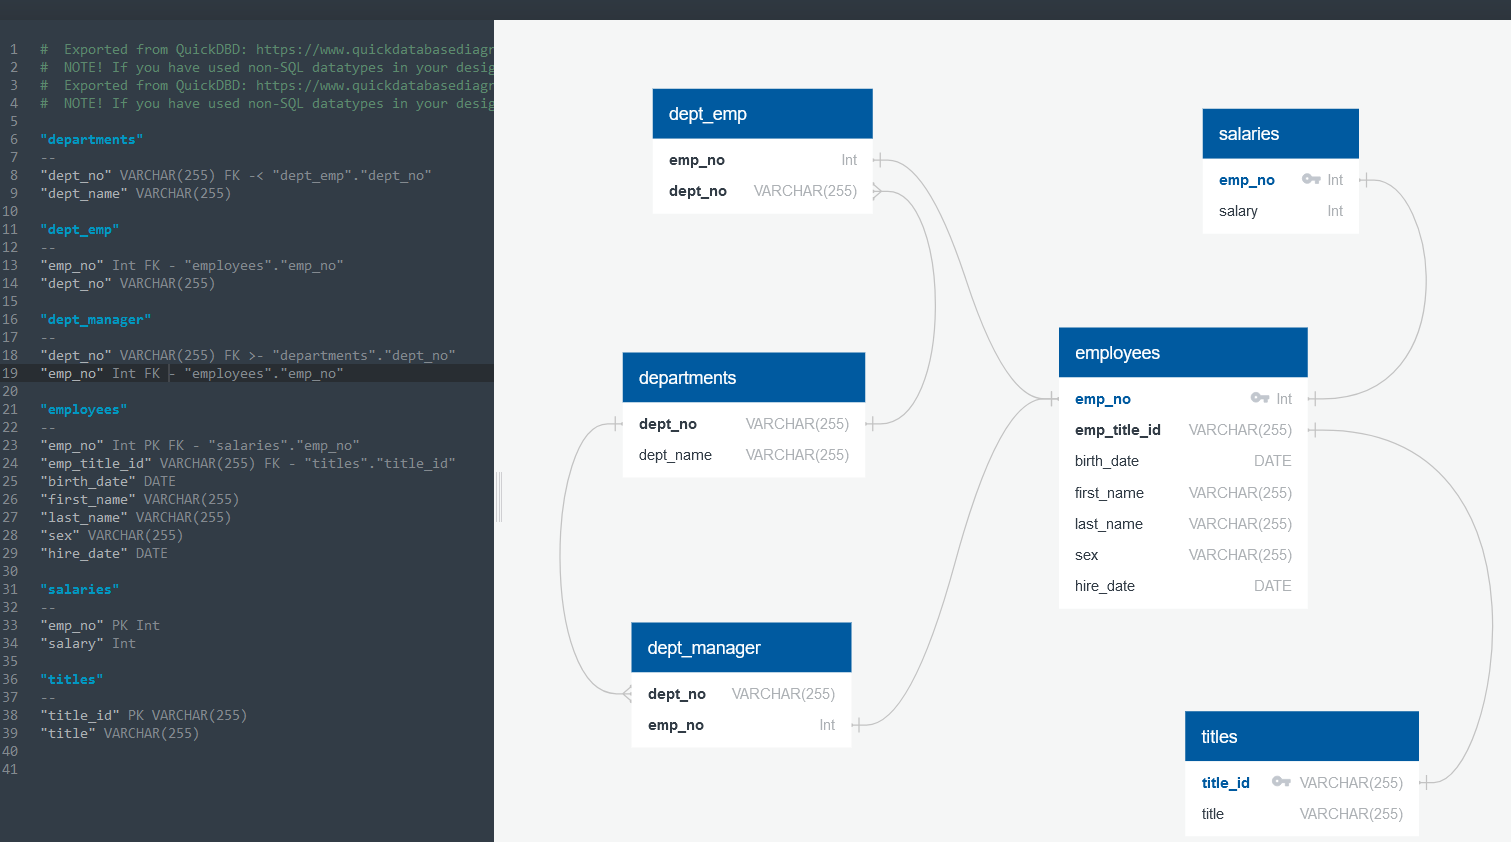 1 # Exported from QuickDBD: https://www.quickdatabasediagr
2 # NOTE! If you have used non-SQL datatypes in your desig
3 # Exported from QuickDBD: https://www.quickdatabasediagr
4 # NOTE! If you have used non-SQL datatypes in your desig
5
6 "departments"
7 --
8 "dept_no" VARCHAR(255) FK -< "dept_emp"."dept_no"
9 "dept_name" VARCHAR(255)
10
11 "dept_emp"
12 --
13 "emp_no" Int FK - "employees"."emp_no"
14 "dept_no" VARCHAR(255)
15
16 "dept_manager"
17 --
18 "dept_no" VARCHAR(255) FK >- "departments"."dept_no"
19 "emp_no" Int FK - "employees"."emp_no"
20
21 "employees"
22 --
23 "emp_no" Int PK FK - "salaries"."emp_no"
24 "emp_title_id" VARCHAR(255) FK - "titles"."title_id"
25 "birth_date" DATE
26 "first_name" VARCHAR(255)
27 "last_name" VARCHAR(255)
28 "sex" VARCHAR(255)
29 "hire_date" DATE
30
31 "salaries"
32 --
33 "emp_no" PK Int
34 "salary" Int
35
36 "titles"
37 --
38 "title_id" PK VARCHAR(255)
39 "title" VARCHAR(255)
40
41
dept_emp
emp_no Int
dept_no VARCHAR(255)
salaries
emp_no Int
salary Int
departments
dept_no VARCHAR(255)
dept_name VARCHAR(255)
employees
emp_no Int
emp_title_id VARCHAR(255)
birth_date DATE
first_name VARCHAR(255)
last_name VARCHAR(255)
sex VARCHAR(255)
hire_date DATE
dept_manager
dept_no VARCHAR(255)
emp_no Int
titles
title_id VARCHAR(255)
title VARCHAR(255)